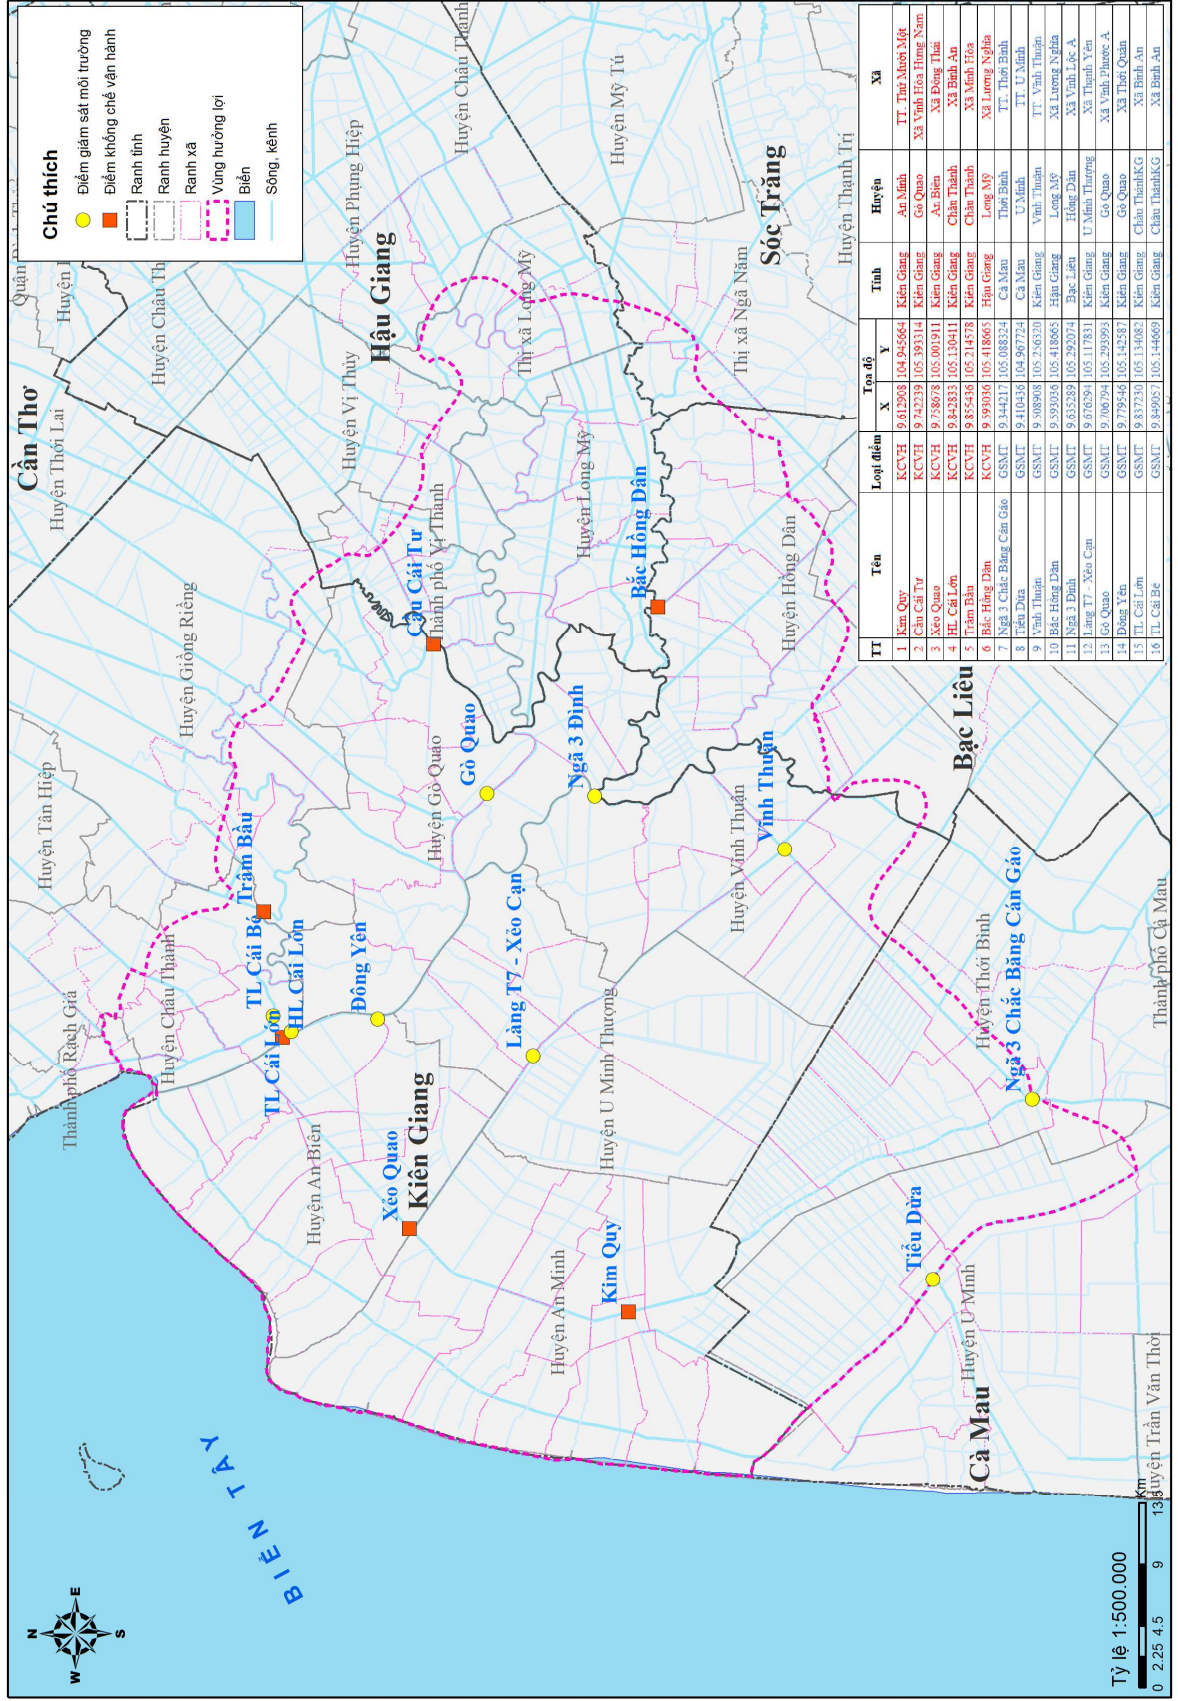 Chú thích
Điểm giám sát môi trường
Điểm khống chế vận hành
Ranh tỉnh
Ranh huyện
Ranh xã
Vùng hưởng lợi
Biển
Sông, kênh
N
W E
S
BIỂN TÂY
Cần Thơ
Hậu Giang
Sóc Trăng
Bạc Liêu
Kiên Giang
Cà Mau
Thành phố Rạch Giá
Huyện Châu Thành
Huyện Tân Hiệp
Huyện Giồng Riềng
Huyện Thới Lai
Huyện Châu Th
Huyện Phụng Hiệp
Huyện Châu Thành
Huyện Mỹ Tú
Huyện Thạnh Trị
Thị xã Ngã Năm
Thị xã Long Mỹ
Huyện Vị Thủy
Thành phố Vị Thanh
Huyện Long Mỹ
Huyện Hồng Dân
Huyện Gò Quao
Huyện Vĩnh Thuận
Huyện An Biên
Huyện U Minh Thượng
Huyện An Minh
Huyện Thới Bình
Huyện U Minh
Thành phố Cà Mau
Huyện Trần Văn Thời
Cầu Cái Tư
Bắc Hồng Dân
Gò Quao
Ngã 3 Đình
Vĩnh Thuận
Trâm Bầu
TL Cái Bé
HL Cái Lớn
TL Cái Lớn
Đông Yên
Làng T7 - Xẻo Cạn
Xẻo Quao
Kim Quy
Ngã 3 Chắc Băng Cán Gáo
Tiểu Dừa
TT Tên Loại điểm Tọa độ Tỉnh Huyện Xã
X Y
1 Kim Quy KCVH 9.612908 104.945664 Kiên Giang An Minh TT. Thứ Mười Một
2 Cầu Cái Tư KCVH 9.742239 105.393314 Kiên Giang Gò Quao Xã Vĩnh Hòa Hưng Nam
3 Xẻo Quao KCVH 9.758678 105.001911 Kiên Giang An Biên Xã Đông Thái
4 HL Cái Lớn KCVH 9.842833 105.130411 Kiên Giang Châu Thành Xã Bình An
5 Trâm Bầu KCVH 9.855436 105.214578 Kiên Giang Châu Thành Xã Minh Hòa
6 Bắc Hồng Dân KCVH 9.593036 105.418665 Hậu Giang Long Mỹ Xã Lương Nghĩa
7 Ngã 3 Chắc Băng Cán Gáo GSMT 9.344217 105.088324 Cà Mau Thới Bình TT. Thới Bình
8 Tiểu Dừa GSMT 9.410436 104.967724 Cà Mau U Minh TT. U Minh
9 Vĩnh Thuận GSMT 9.508908 105.256320 Kiên Giang Vĩnh Thuận TT. Vĩnh Thuận
10 Bắc Hồng Dân GSMT 9.593036 105.418665 Hậu Giang Long Mỹ Xã Lương Nghĩa
11 Ngã 3 Đình GSMT 9.635289 105.292074 Bạc Liêu Hồng Dân Xã Vĩnh Lộc A
12 Làng T7 - Xẻo Cạn GSMT 9.676294 105.117831 Kiên Giang U Minh Thượng Xã Thạnh Yên
13 Gò Quao GSMT 9.706794 105.293993 Kiên Giang Gò Quao Xã Vĩnh Phước A
14 Đông Yên GSMT 9.779546 105.142587 Kiên Giang Gò Quao Xã Thới Quản
15 TL Cái Lớn GSMT 9.837230 105.134082 Kiên Giang Châu ThànhKG Xã Bình An
16 TL Cái Bé GSMT 9.849057 105.144669 Kiên Giang Châu ThànhKG Xã Bình An
Tỷ lệ 1:500.000
Km
0 2.25 4.5 9 13.5